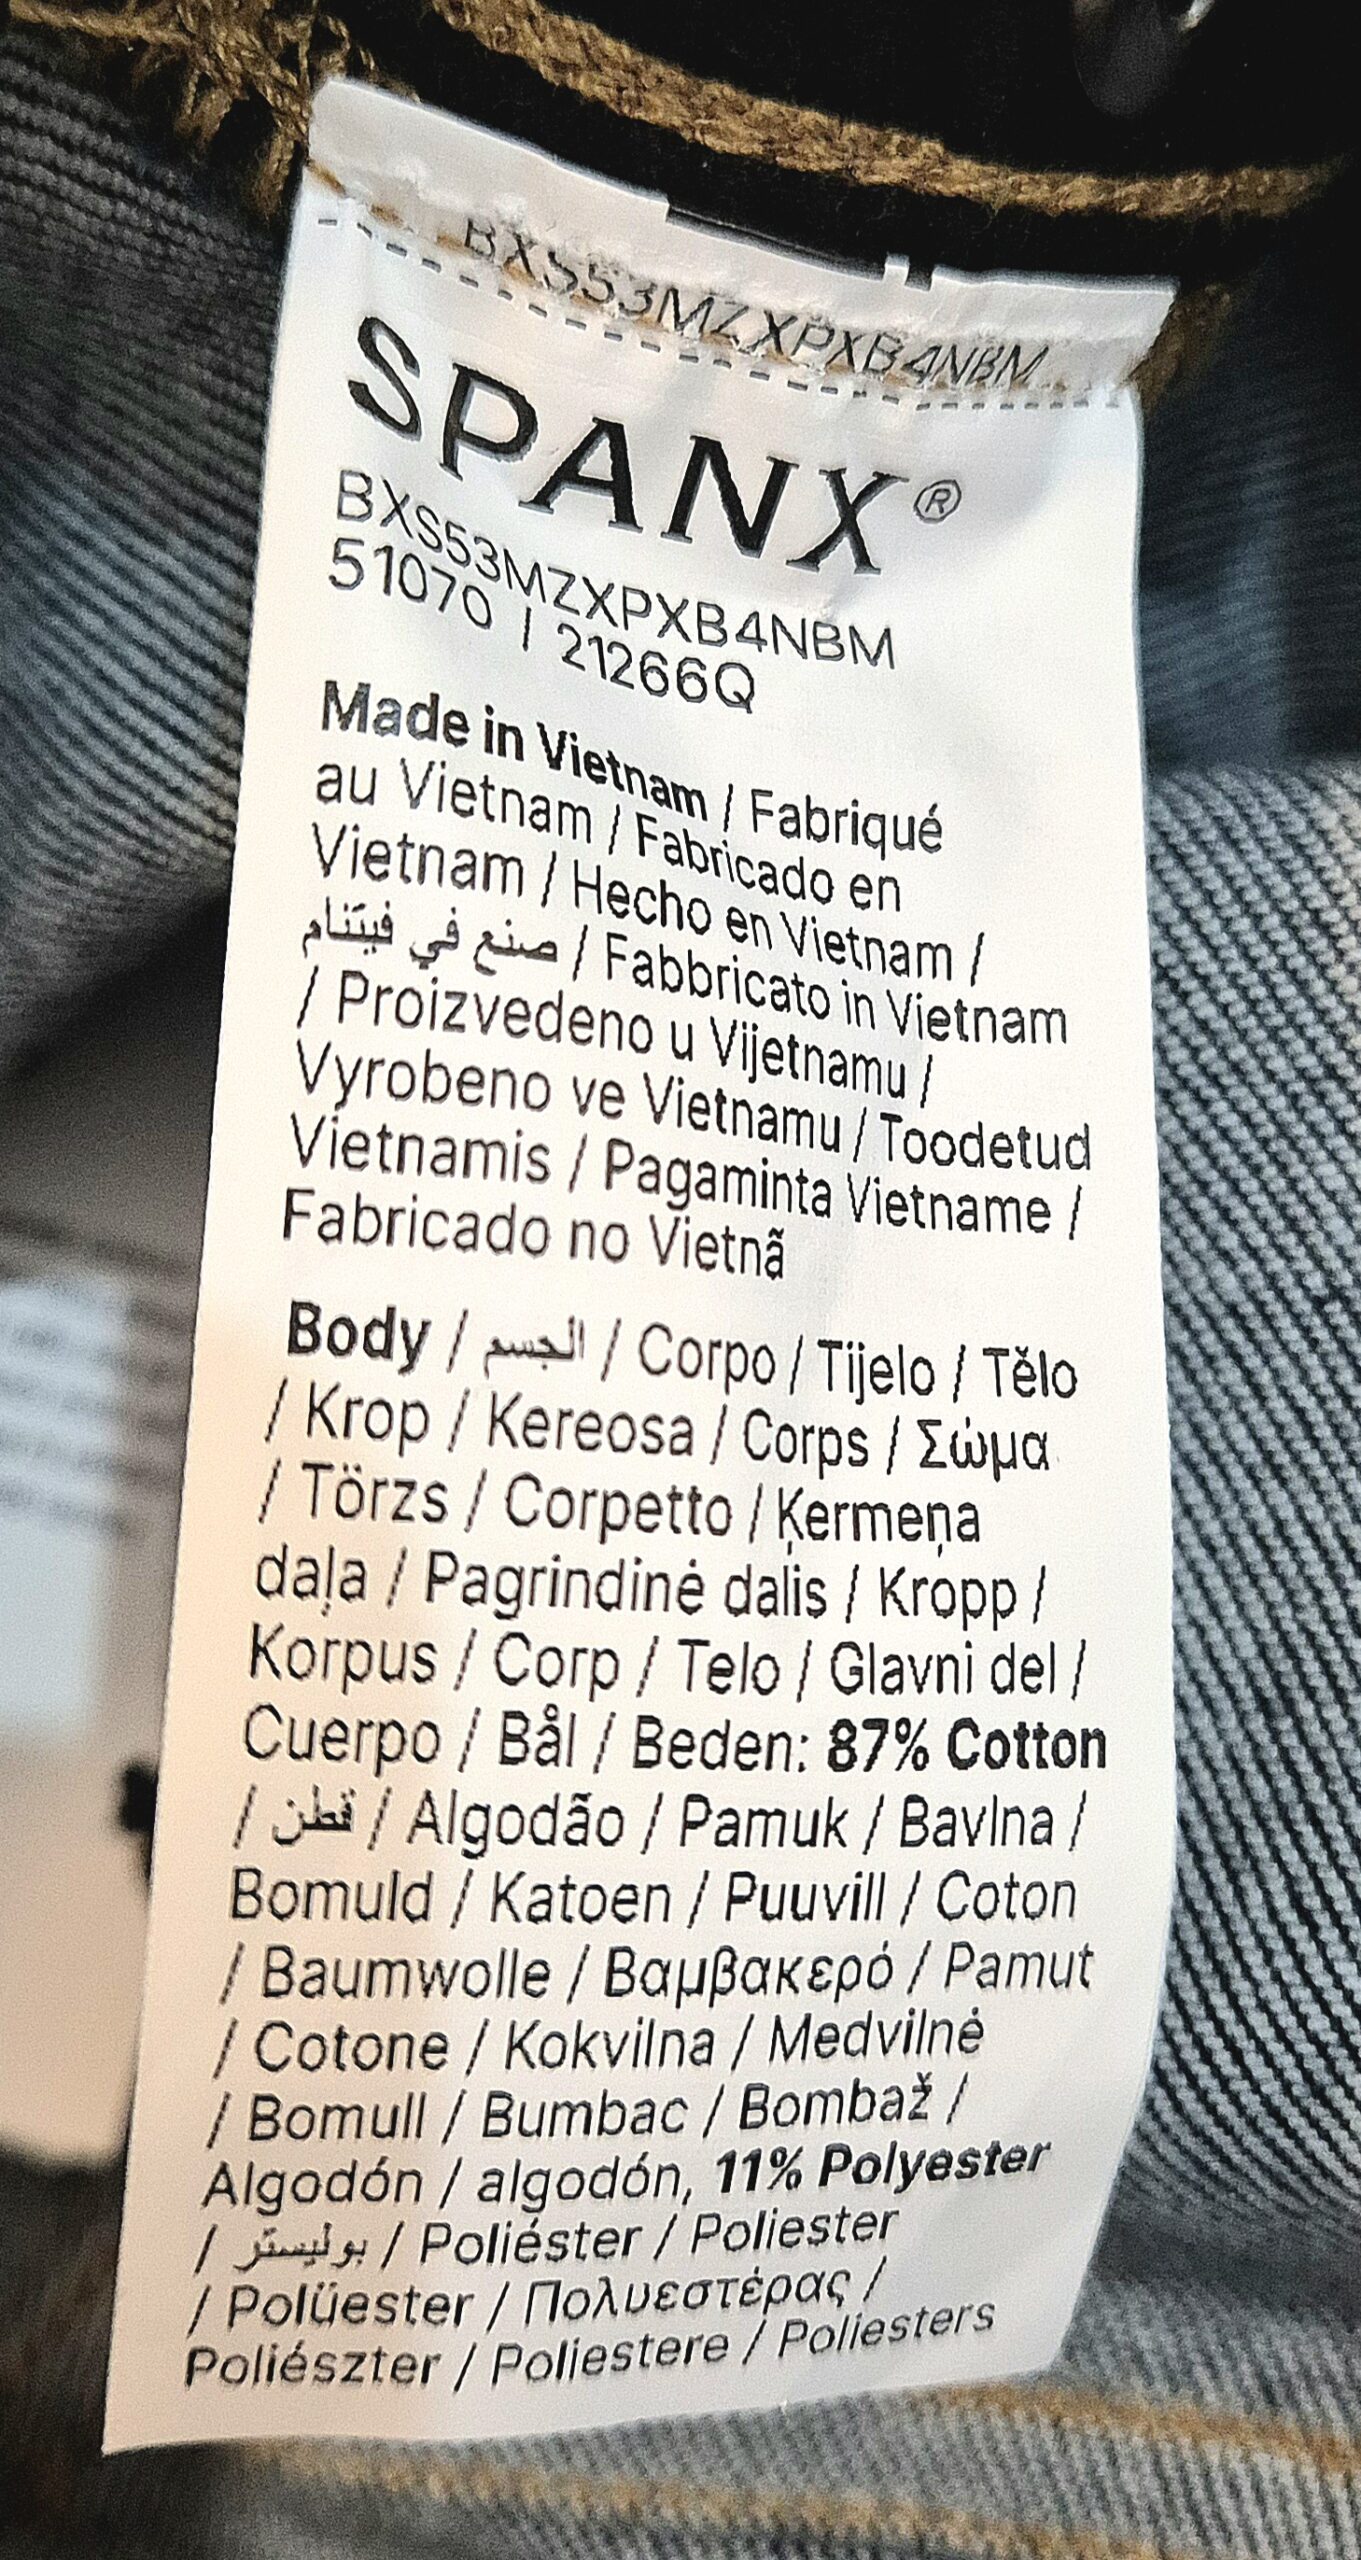 BXS53MZXPXB4NBM
SPANX®
BXS53MZXPXB4NBM
51070 | 21266Q
Made in Vietnam / Fabriqué
au Vietnam / Fabricado en
Vietnam / Hecho en Vietnam /
صنع في فيتنام / Fabbricato in Vietnam
/ Proizvedeno u Vijetnamu /
Vyrobeno ve Vietnamu / Toodetud
Vietnamis / Pagaminta Vietname /
Fabricado no Vietnã
Body / الجسم / Corpo / Tijelo / Tělo
/ Krop / Kereosa / Corps / Σώμα
/ Törzs / Corpetto / Ķermeņa
daļa / Pagrindinė dalis / Kropp /
Korpus / Corp / Telo / Glavni del /
Cuerpo / Bål / Beden: 87% Cotton
/ قطن / Algodão / Pamuk / Bavlna /
Bomuld / Katoen / Puuvill / Coton
/ Baumwolle / Βαμβακερό / Pamut
/ Cotone / Kokvilna / Medvilnė
/ Bomull / Bumbac / Bombaž /
Algodón / algodón, 11% Polyester
/ بوليستر / Poliéster / Poliester
/ Polüester / Πολυεστέρας /
Poliészter / Poliestere / Poliesters